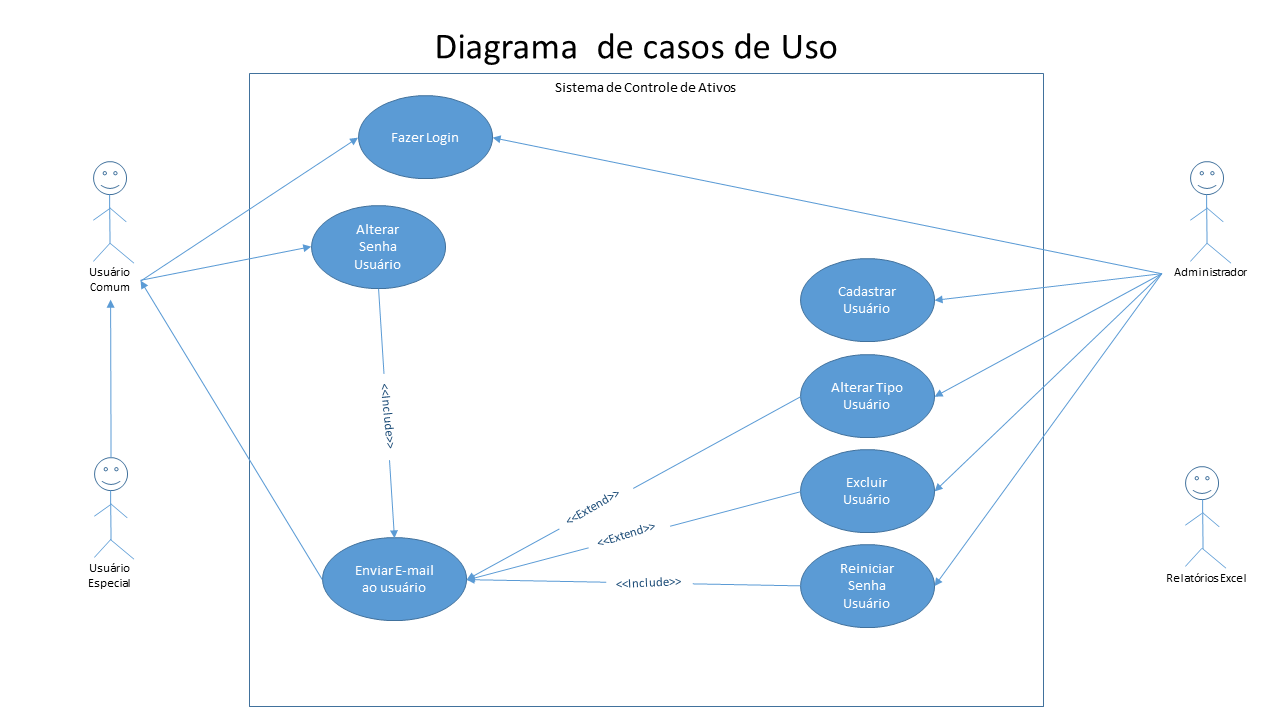 Diagrama  de casos de Uso
Sistema de Controle de Ativos
Fazer Login
Alterar
Senha
Usuário
Usuário
Comum
Administrador
Cadastrar
Usuário
Alterar Tipo
Usuário
<<Include>>
Excluir
Usuário
<<Extend>>
<<Extend>>
Usuário
Especial
Enviar E-mail
ao usuário
<<Include>>
Reiniciar
Senha
Usuário
Relatórios Excel